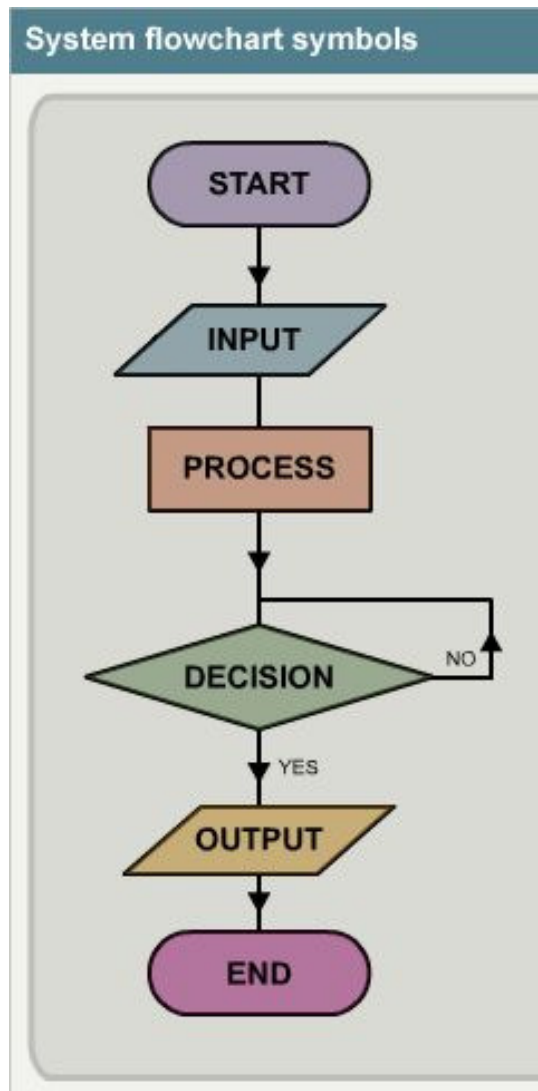 System flowchart symbols
START
INPUT
PROCESS
DECISION
NO
YES
OUTPUT
END